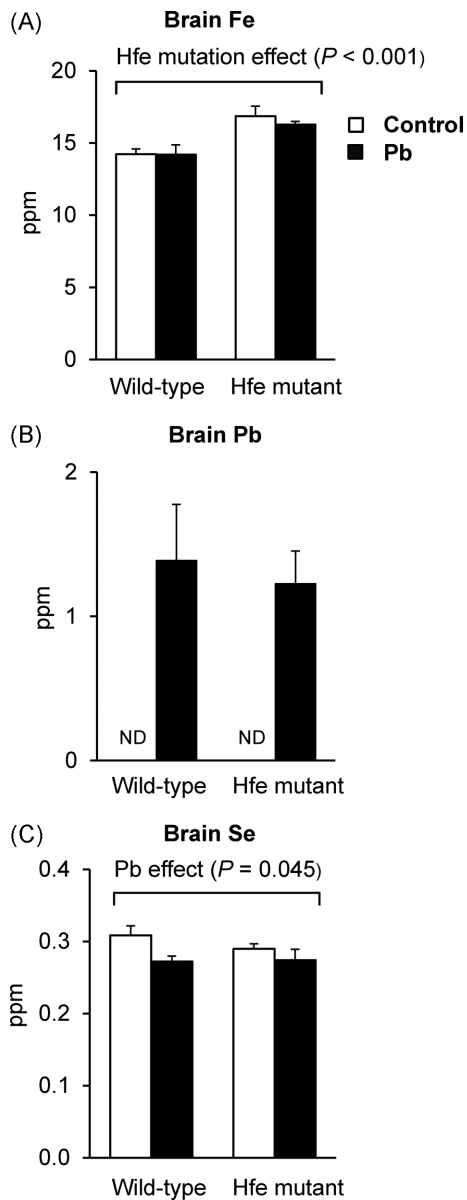 (A)
Brain Fe
Hfe mutation effect (P < 0.001)
20
15
10
5
0
ppm
Control
Pb
Wild-type
Hfe mutant
(B)
Brain Pb
2
1
0
ppm
ND
ND
Wild-type
Hfe mutant
(C)
Brain Se
Pb effect (P = 0.045)
0.4
0.3
0.2
0.1
0.0
ppm
Wild-type
Hfe mutant